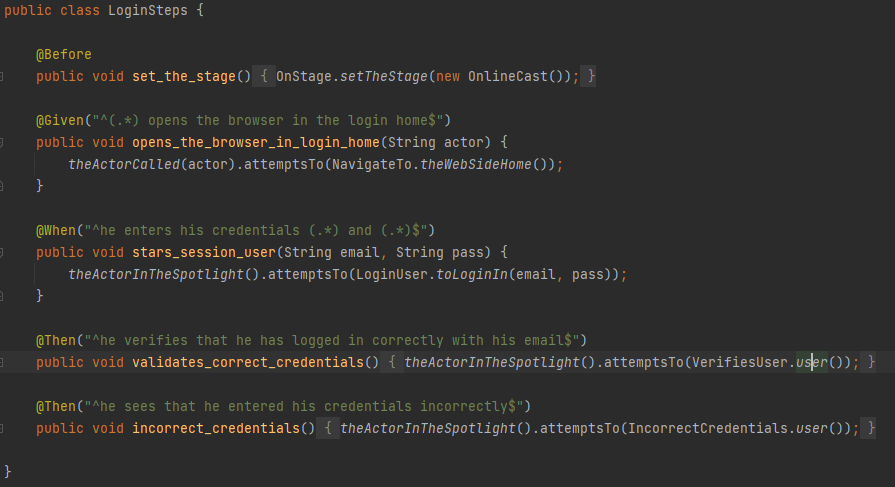 public class LoginSteps {
@Before
public void set_the_stage() { OnStage.setTheStage(new OnlineCast()); }
@Given("^(.*) opens the browser in the login home$")
public void opens_the_browser_in_login_home(String actor) {
theActorCalled(actor).attemptsTo(NavigateTo.theWebSideHome());
}
@When("^he enters his credentials (.*) and (.*)$")
public void stars_session_user(String email, String pass) {
theActorInTheSpotlight().attemptsTo(LoginUser.toLoginIn(email, pass));
}
@Then("^he verifies that he has logged in correctly with his email$")
public void validates_correct_credentials() { theActorInTheSpotlight().attemptsTo(VerifiesUser.user()); }
@Then("^he sees that he entered his credentials incorrectly$")
public void incorrect_credentials() { theActorInTheSpotlight().attemptsTo(IncorrectCredentials.user()); }
}